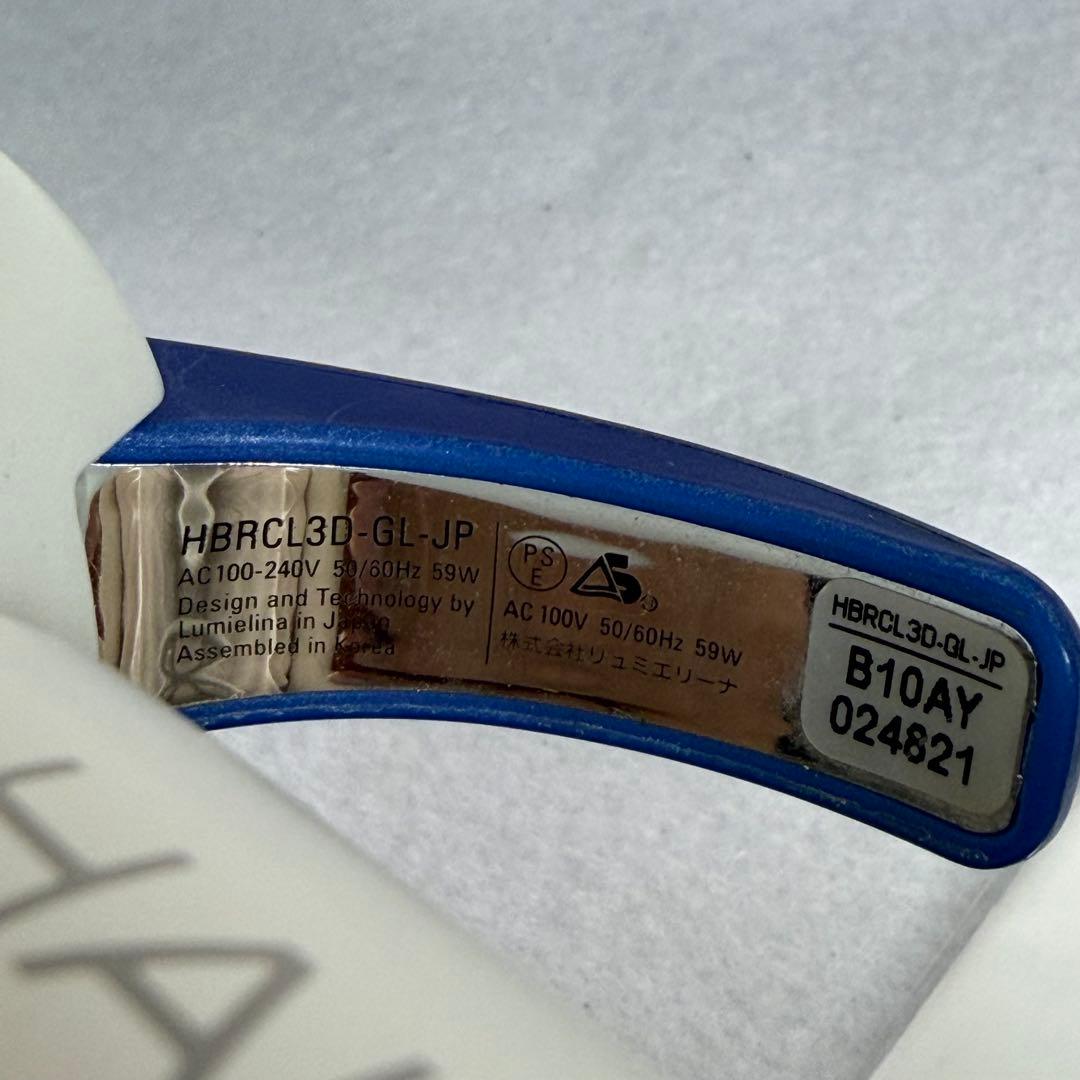 HBRCL3D-GL-JP
AC100-240V 50/60Hz 59W
Design and Technology by
Lumielina in Japan
Assembled in Korea
PS
E
AC 100V 50/60Hz 59W
株式会社リュミエリーナ
HBRCL3D-GL-JP
B10AY
024821
HA